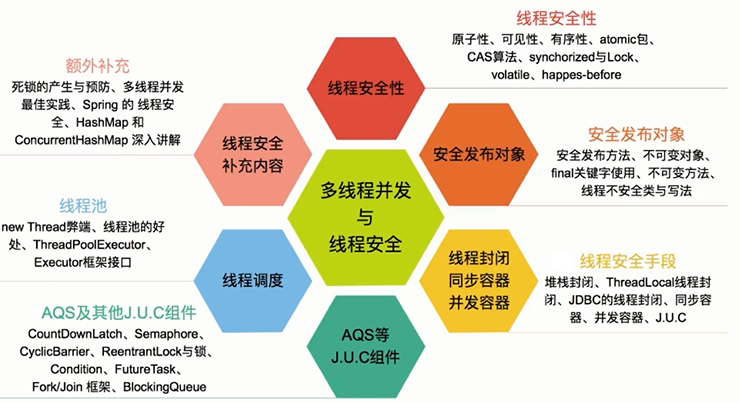 线程安全性
原子性、可见性、有序性、atomic包、
CAS算法、synchorized与Lock、
volatile、happes-before
额外补充
死锁的产生与预防、多线程并发
最佳实践、Spring 的 线程安
全、HashMap 和
ConcurrentHashMap 深入讲解
线程安全性
线程安全
补充内容
安全发布对象
安全发布对象
安全发布方法、不可变对象、
final关键字使用、不可变方法、
线程不安全类与写法
多线程并发
与
线程安全
线程池
new Thread弊端、线程池的好
处、ThreadPoolExecutor、
Executor框架接口
线程调度
线程封闭
同步容器
并发容器
线程安全手段
堆栈封闭、ThreadLocal线程封
闭、JDBC的线程封闭、同步容
器、并发容器、J.U.C
AQS及其他J.U.C组件
CountDownLatch、Semaphore、
CyclicBarrier、ReentrantLock与锁、
Condition、FutureTask、
Fork/Join 框架、BlockingQueue
AQS等
J.U.C组件